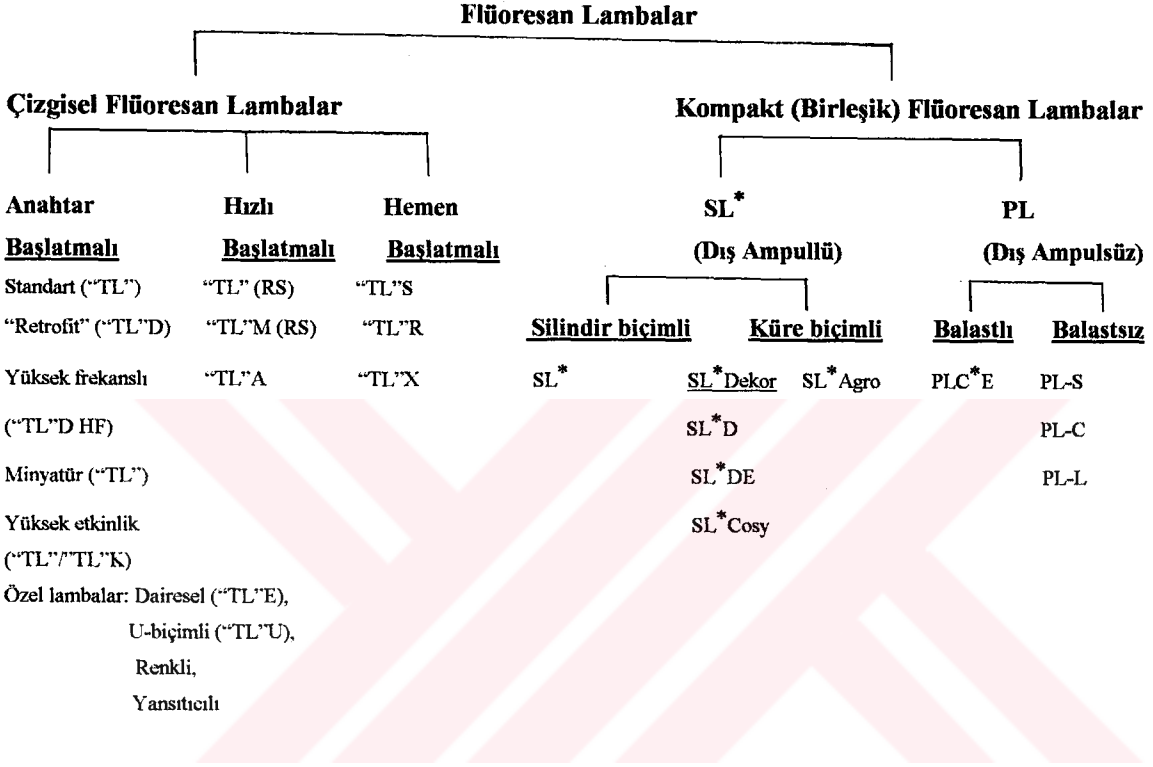 Flüoresan Lambalar
Çizgisel Flüoresan Lambalar
Kompakt (Birleşik) Flüoresan Lambalar
Anahtar Hızlı Hemen SL* PL
Başlatmalı Başlatmalı Başlatmalı (Dış Ampullü) (Dış Ampulsüz)
Standart (“TL”) “TL” (RS) “TL”S
“Retrofit” (“TL”D) “TL”M (RS) “TL”R Silindir biçimli Küre biçimli Balastlı Balastsız
Yüksek frekanslı “TL”A “TL”X SL* SL*Dekor SL*Agro PLC*E PL-S
(“TL”D HF) SL*D PL-C
Minyatür (“TL”) SL*DE PL-L
Yüksek etkinlik SL*Cosy
(“TL”/”TL”K)
Özel lambalar: Dairesel (“TL”E),
U-biçimli (“TL”U),
Renkli,
Yansıtıcılı